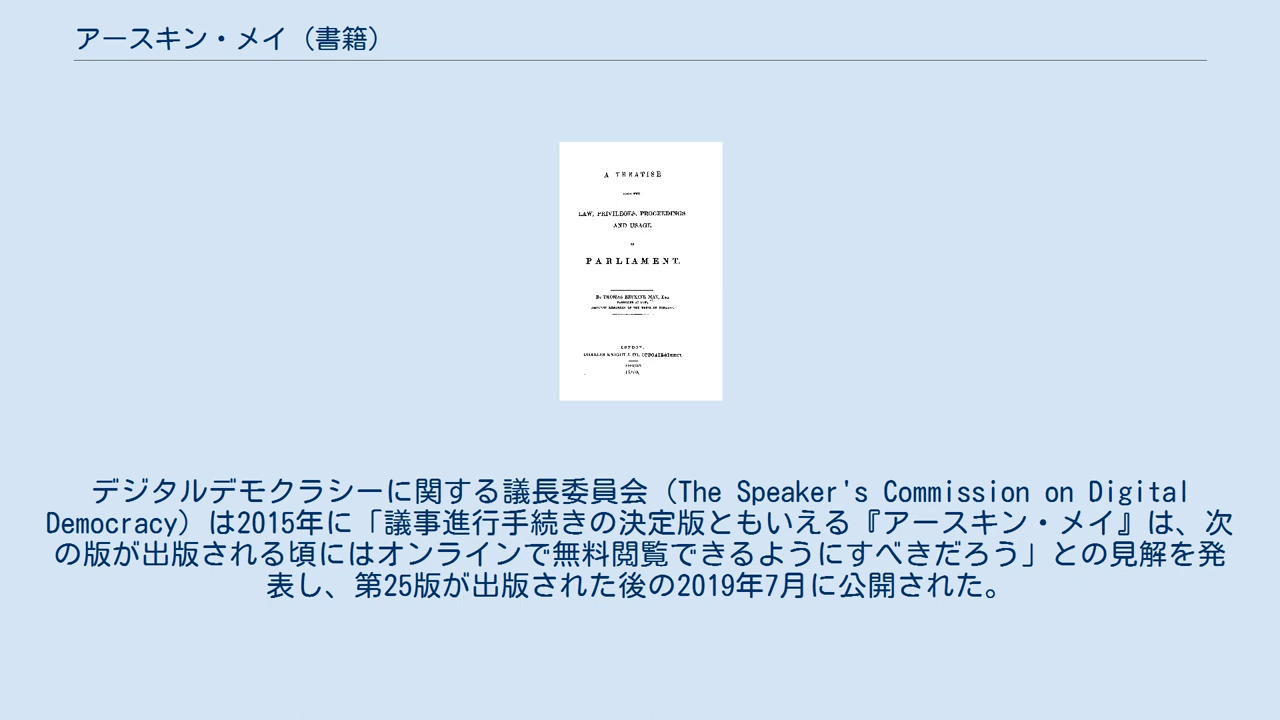 アースキン・メイ（書籍）
A TREATISE
LAW, PRIVILEGES, PROCEEDINGS
AND USAGE
PARLIAMENT.
By THOMAS ERSKINE MAY, Esq.
LONDON:
デジタルデモクラシーに関する議長委員会（The Speaker's Commission on Digital
Democracy）は2015年に「議事進行手続きの決定版ともいえる『アースキン・メイ』は、次
の版が出版される頃にはオンラインで無料閲覧できるようにすべきだろう」との見解を発
表し、第25版が出版された後の2019年7月に公開された。